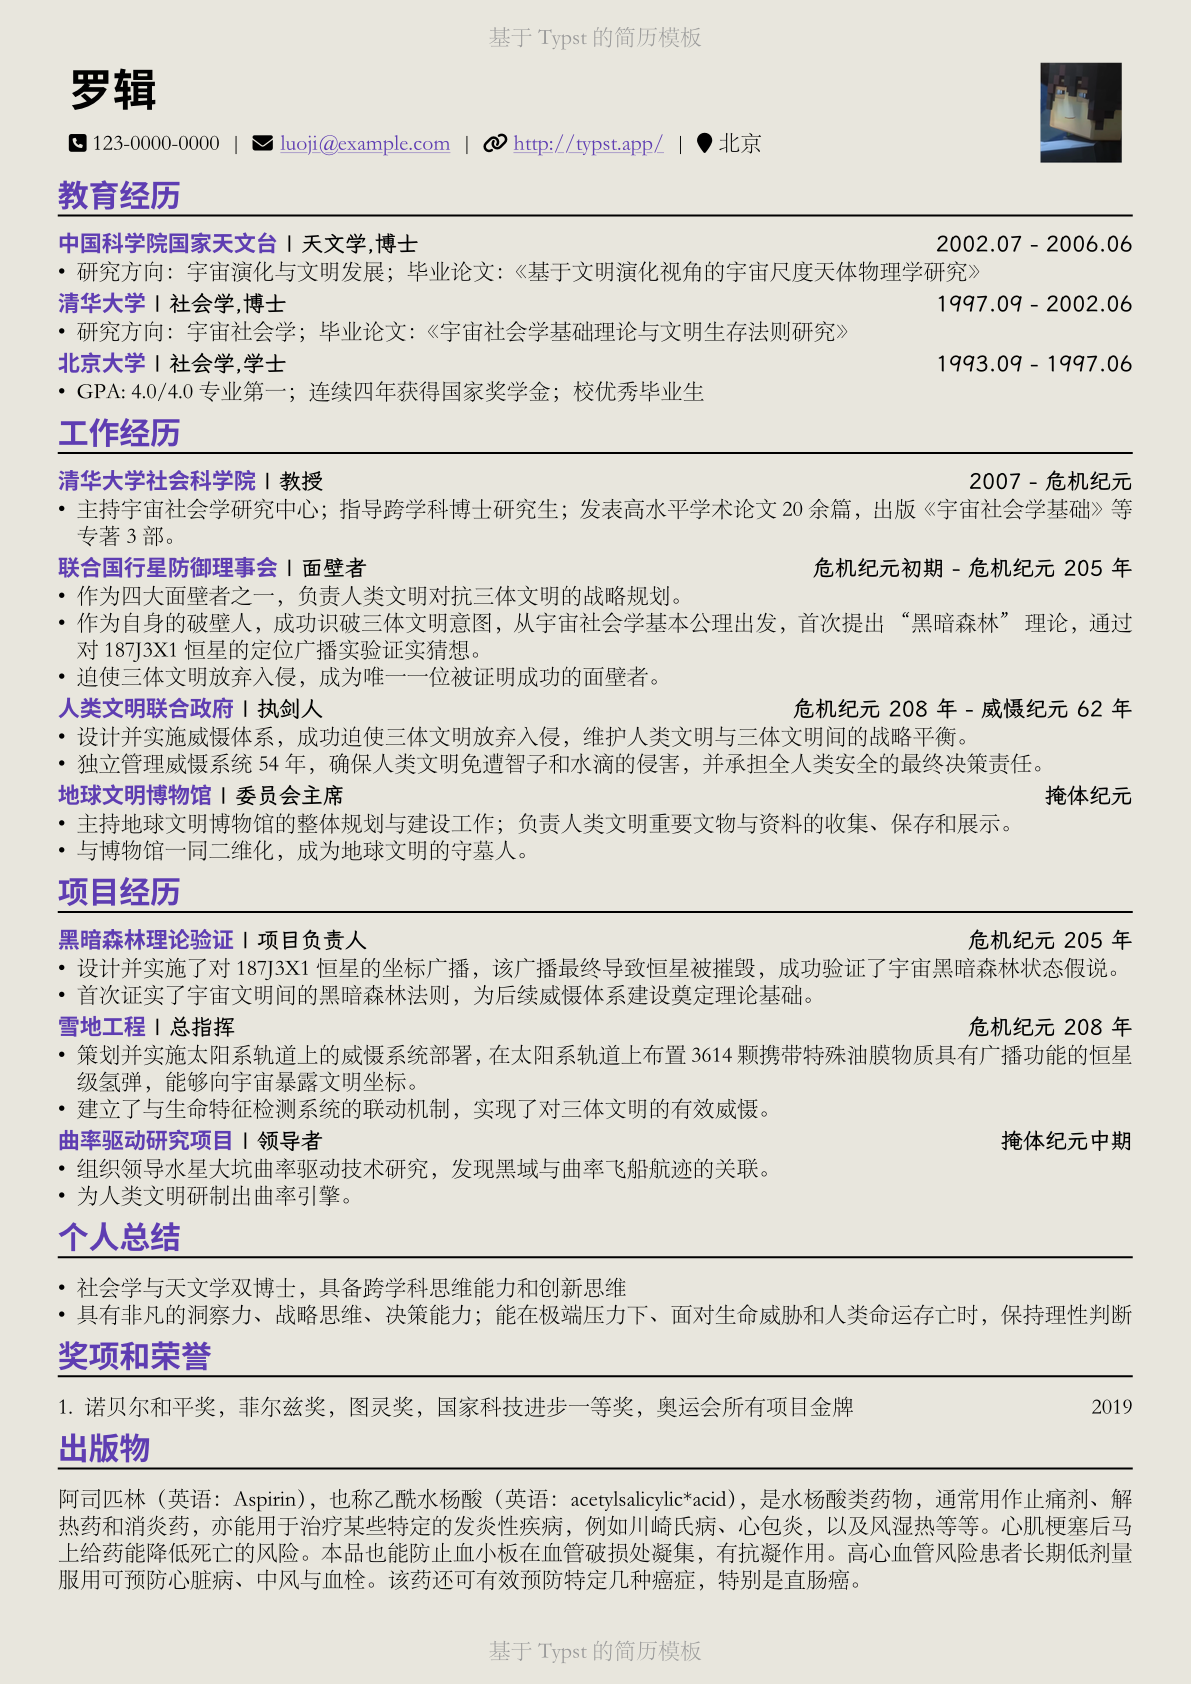 基于 Typst 的简历模板
罗辑
123-0000-0000 | luoji@example.com | http://typst.app/ | 北京
教育经历
中国科学院国家天文台 | 天文学,博士 2002.07 - 2006.06
• 研究方向：宇宙演化与文明发展；毕业论文：《基于文明演化视角的宇宙尺度天体物理学研究》
清华大学 | 社会学,博士 1997.09 - 2002.06
• 研究方向：宇宙社会学；毕业论文：《宇宙社会学基础理论与文明生存法则研究》
北京大学 | 社会学,学士 1993.09 - 1997.06
• GPA: 4.0/4.0 专业第一；连续四年获得国家奖学金；校优秀毕业生
工作经历
清华大学社会科学院 | 教授 2007 - 危机纪元
• 主持宇宙社会学研究中心；指导跨学科博士研究生；发表高水平学术论文 20 余篇，出版《宇宙社会学基础》等
专著 3 部。
联合国行星防御理事会 | 面壁者 危机纪元初期 - 危机纪元 205 年
• 作为四大面壁者之一，负责人类文明对抗三体文明的战略规划。
• 作为自身的破壁人，成功识破三体文明意图，从宇宙社会学基本公理出发，首次提出 “黑暗森林” 理论，通过
对 187J3X1 恒星的定位广播实验证实猜想。
• 迫使三体文明放弃入侵，成为唯一一位被证明成功的面壁者。
人类文明联合政府 | 执剑人 危机纪元 208 年 - 威慑纪元 62 年
• 设计并实施威慑体系，成功迫使三体文明放弃入侵，维护人类文明与三体文明间的战略平衡。
• 独立管理威慑系统 54 年，确保人类文明免遭智子和水滴的侵害，并承担全人类安全的最终决策责任。
地球文明博物馆 | 委员会主席 掩体纪元
• 主持地球文明博物馆的整体规划与建设工作；负责人类文明重要文物与资料的收集、保存和展示。
• 与博物馆一同二维化，成为地球文明的守墓人。
项目经历
黑暗森林理论验证 | 项目负责人 危机纪元 205 年
• 设计并实施了对 187J3X1 恒星的坐标广播，该广播最终导致恒星被摧毁，成功验证了宇宙黑暗森林状态假说。
• 首次证实了宇宙文明间的黑暗森林法则，为后续威慑体系建设奠定理论基础。
雪地工程 | 总指挥 危机纪元 208 年
• 策划并实施太阳系轨道上的威慑系统部署，在太阳系轨道上布置 3614 颗携带特殊油膜物质具有广播功能的恒星
级氢弹，能够向宇宙暴露文明坐标。
• 建立了与生命特征检测系统的联动机制，实现了对三体文明的有效威慑。
曲率驱动研究项目 | 领导者 掩体纪元中期
• 组织领导水星大坑曲率驱动技术研究，发现黑域与曲率飞船航迹的关联。
• 为人类文明研制出曲率引擎。
个人总结
• 社会学与天文学双博士，具备跨学科思维能力和创新思维
• 具有非凡的洞察力、战略思维、决策能力；能在极端压力下、面对生命威胁和人类命运存亡时，保持理性判断
奖项和荣誉
1. 诺贝尔和平奖，菲尔兹奖，图灵奖，国家科技进步一等奖，奥运会所有项目金牌 2019
出版物
阿司匹林（英语：Aspirin），也称乙酰水杨酸（英语：acetylsalicylic*acid），是水杨酸类药物，通常用作止痛剂、解
热药和消炎药，亦能用于治疗某些特定的发炎性疾病，例如川崎氏病、心包炎，以及风湿热等等。心肌梗塞后马
上给药能降低死亡的风险。本品也能防止血小板在血管破损处凝集，有抗凝作用。高心血管风险患者长期低剂量
服用可预防心脏病、中风与血栓。该药还可有效预防特定几种癌症，特别是直肠癌。
基于 Typst 的简历模板